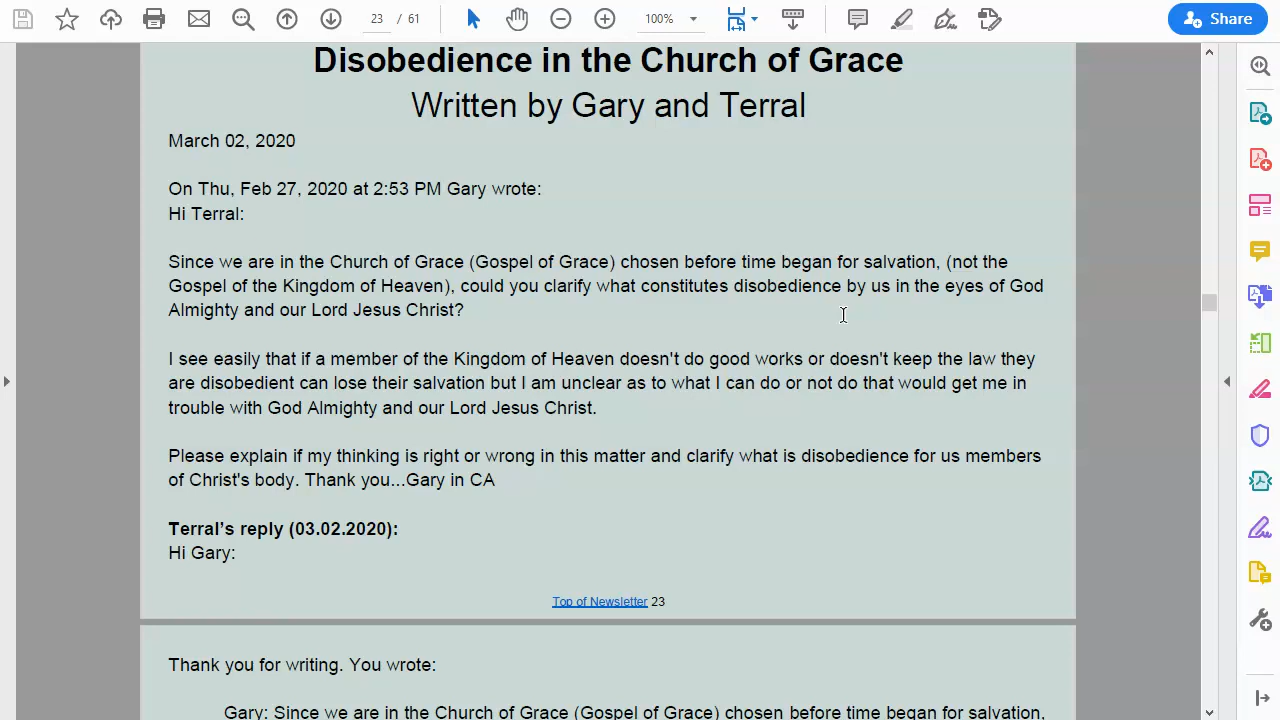 23 / 61
100%
Share
Disobedience in the Church of Grace
Written by Gary and Terral
March 02, 2020
On Thu, Feb 27, 2020 at 2:53 PM Gary wrote:
Hi Terral:
Since we are in the Church of Grace (Gospel of Grace) chosen before time began for salvation, (not the
Gospel of the Kingdom of Heaven), could you clarify what constitutes disobedience by us in the eyes of God
Almighty and our Lord Jesus Christ?
I see easily that if a member of the Kingdom of Heaven doesn't do good works or doesn't keep the law they
are disobedient can lose their salvation but I am unclear as to what I can do or not do that would get me in
trouble with God Almighty and our Lord Jesus Christ.
Please explain if my thinking is right or wrong in this matter and clarify what is disobedience for us members
of Christ's body. Thank you...Gary in CA
Terral’s reply (03.02.2020):
Hi Gary:
Top of Newsletter 23
Thank you for writing. You wrote:
Gary: Since we are in the Church of Grace (Gospel of Grace) chosen before time began for salvation,